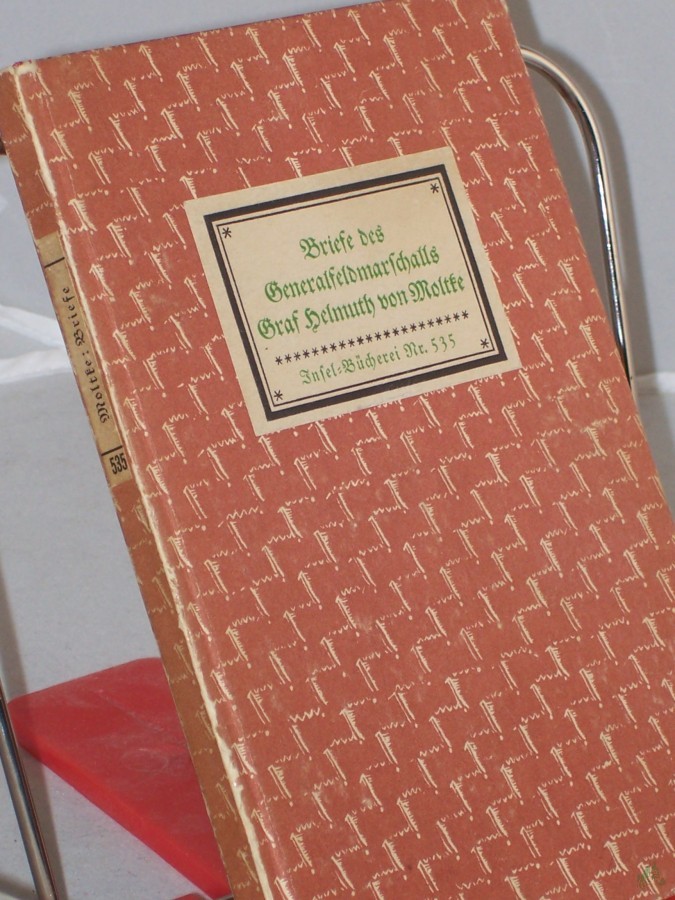 Briefe des
Generalfeldmarschalls
Graf Helmuth von Moltke
*********************
Insel-Bücherei Nr. 535
Moltke: Briefe
535